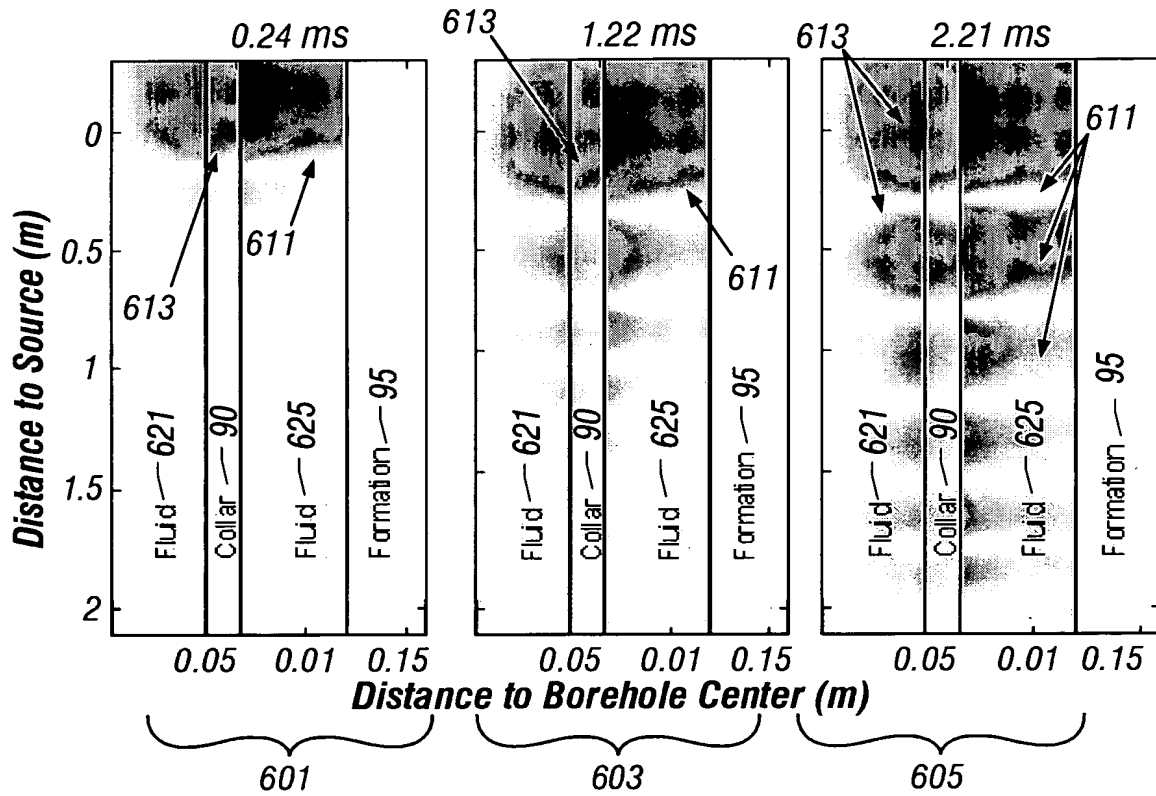 0.24 ms
613
1.22 ms
613
2.21 ms
611
Distance to Source (m)
0
0.5
1
1.5
2
613
611
611
Fluid 621
Collar 90
Fluid 625
Formation 95
Fluid 621
Collar 90
Fluid 625
Formation 95
Fluid 621
Collar 90
Fluid 625
Formation 95
0.05 0.01 0.15
0.05 0.01 0.15
0.05 0.01 0.15
Distance to Borehole Center (m)
601
603
605